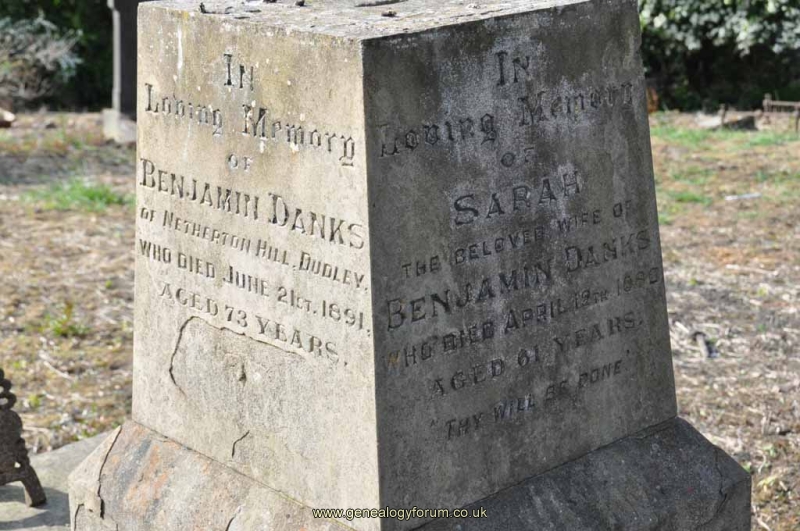 In
Loving Memory
OF
BENJAMIN DANKS
OF NETHERTON HILL, DUDLEY,
WHO DIED JUNE 21ST. 1891,
AGED 73 YEARS.
In
Loving Memory
OF
SARAH
THE BELOVED WIFE OF
BENJAMIN DANKS
WHO DIED APRIL
AGED 61 YEARS.
"THY WILL BE DONE"
www.genealogyforum.co.uk